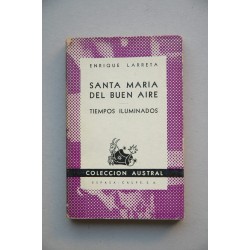 ENRIQUE LARRETA
SANTA MARIA
DEL BUEN AIRE
TIEMPOS ILUMINADOS
COLECCION AUSTRAL
ESPASA-CALPE, S.A.